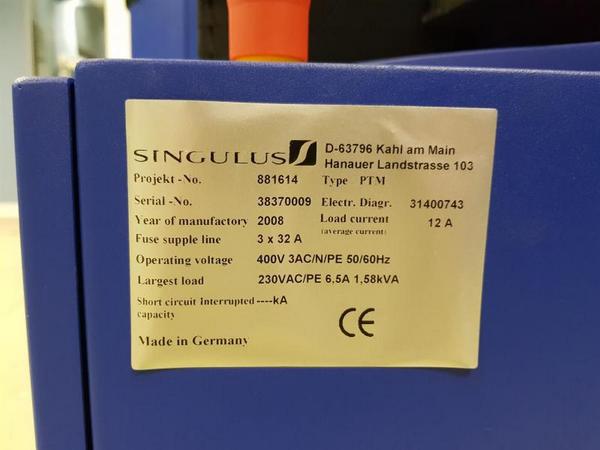 SINGULUS D-63796 Kahl am Main
Hanauer Landstrasse 103
Projekt -No. 881614 Type PTM
Serial -No. 38370009 Electr. Diagr. 31400743
Year of manufactory 2008 Load current 12 A
(average current)
Fuse supple line 3 x 32 A
Operating voltage 400V 3AC/N/PE 50/60Hz
Largest load 230VAC/PE 6,5A 1,58kVA
Short circuit Interrupted ----kA
capacity
CE
Made in Germany